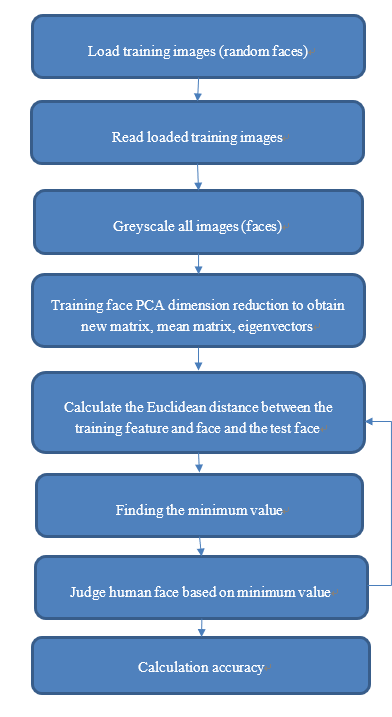 Load training images (random faces)
Read loaded training images
Greyscale all images (faces)
Training face PCA dimension reduction to obtain
new matrix, mean matrix, eigenvectors
Calculate the Euclidean distance between the
training feature and face and the test face
Finding the minimum value
Judge human face based on minimum value
Calculation accuracy